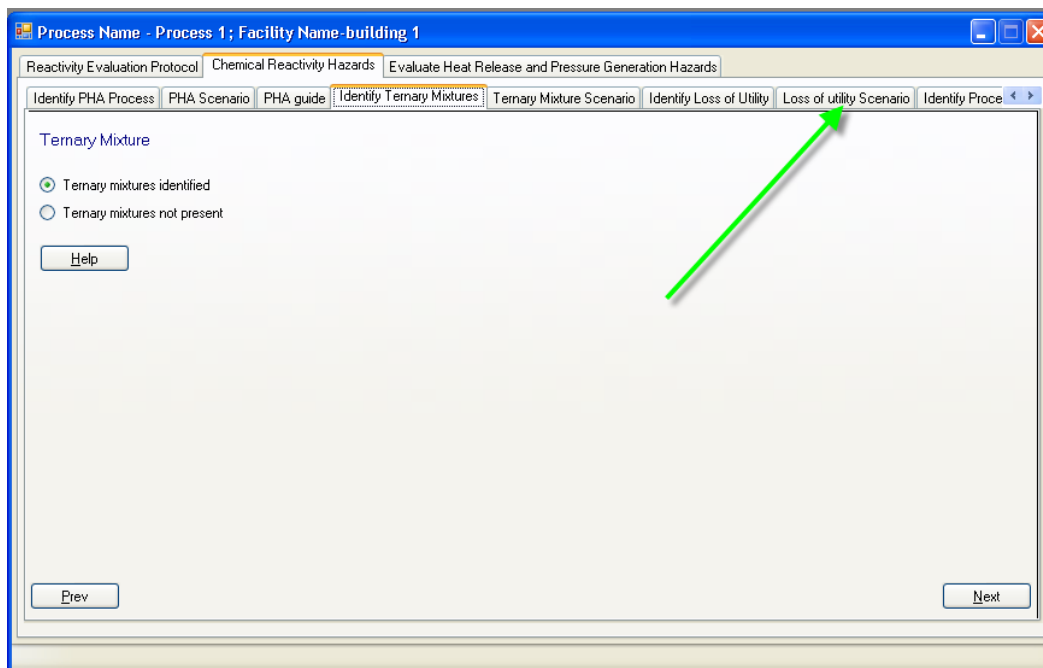 Process Name - Process 1; Facility Name-building 1
Reactivity Evaluation Protocol Chemical Reactivity Hazards Evaluate Heat Release and Pressure Generation Hazards
Identify PHA Process PHA Scenario PHA guide Identify Ternary Mixtures Ternary Mixture Scenario Identify Loss of Utility Loss of utility Scenario Identify Proce
Ternary Mixture
Ternary mixtures identified
Ternary mixtures not present
Help
Prev Next